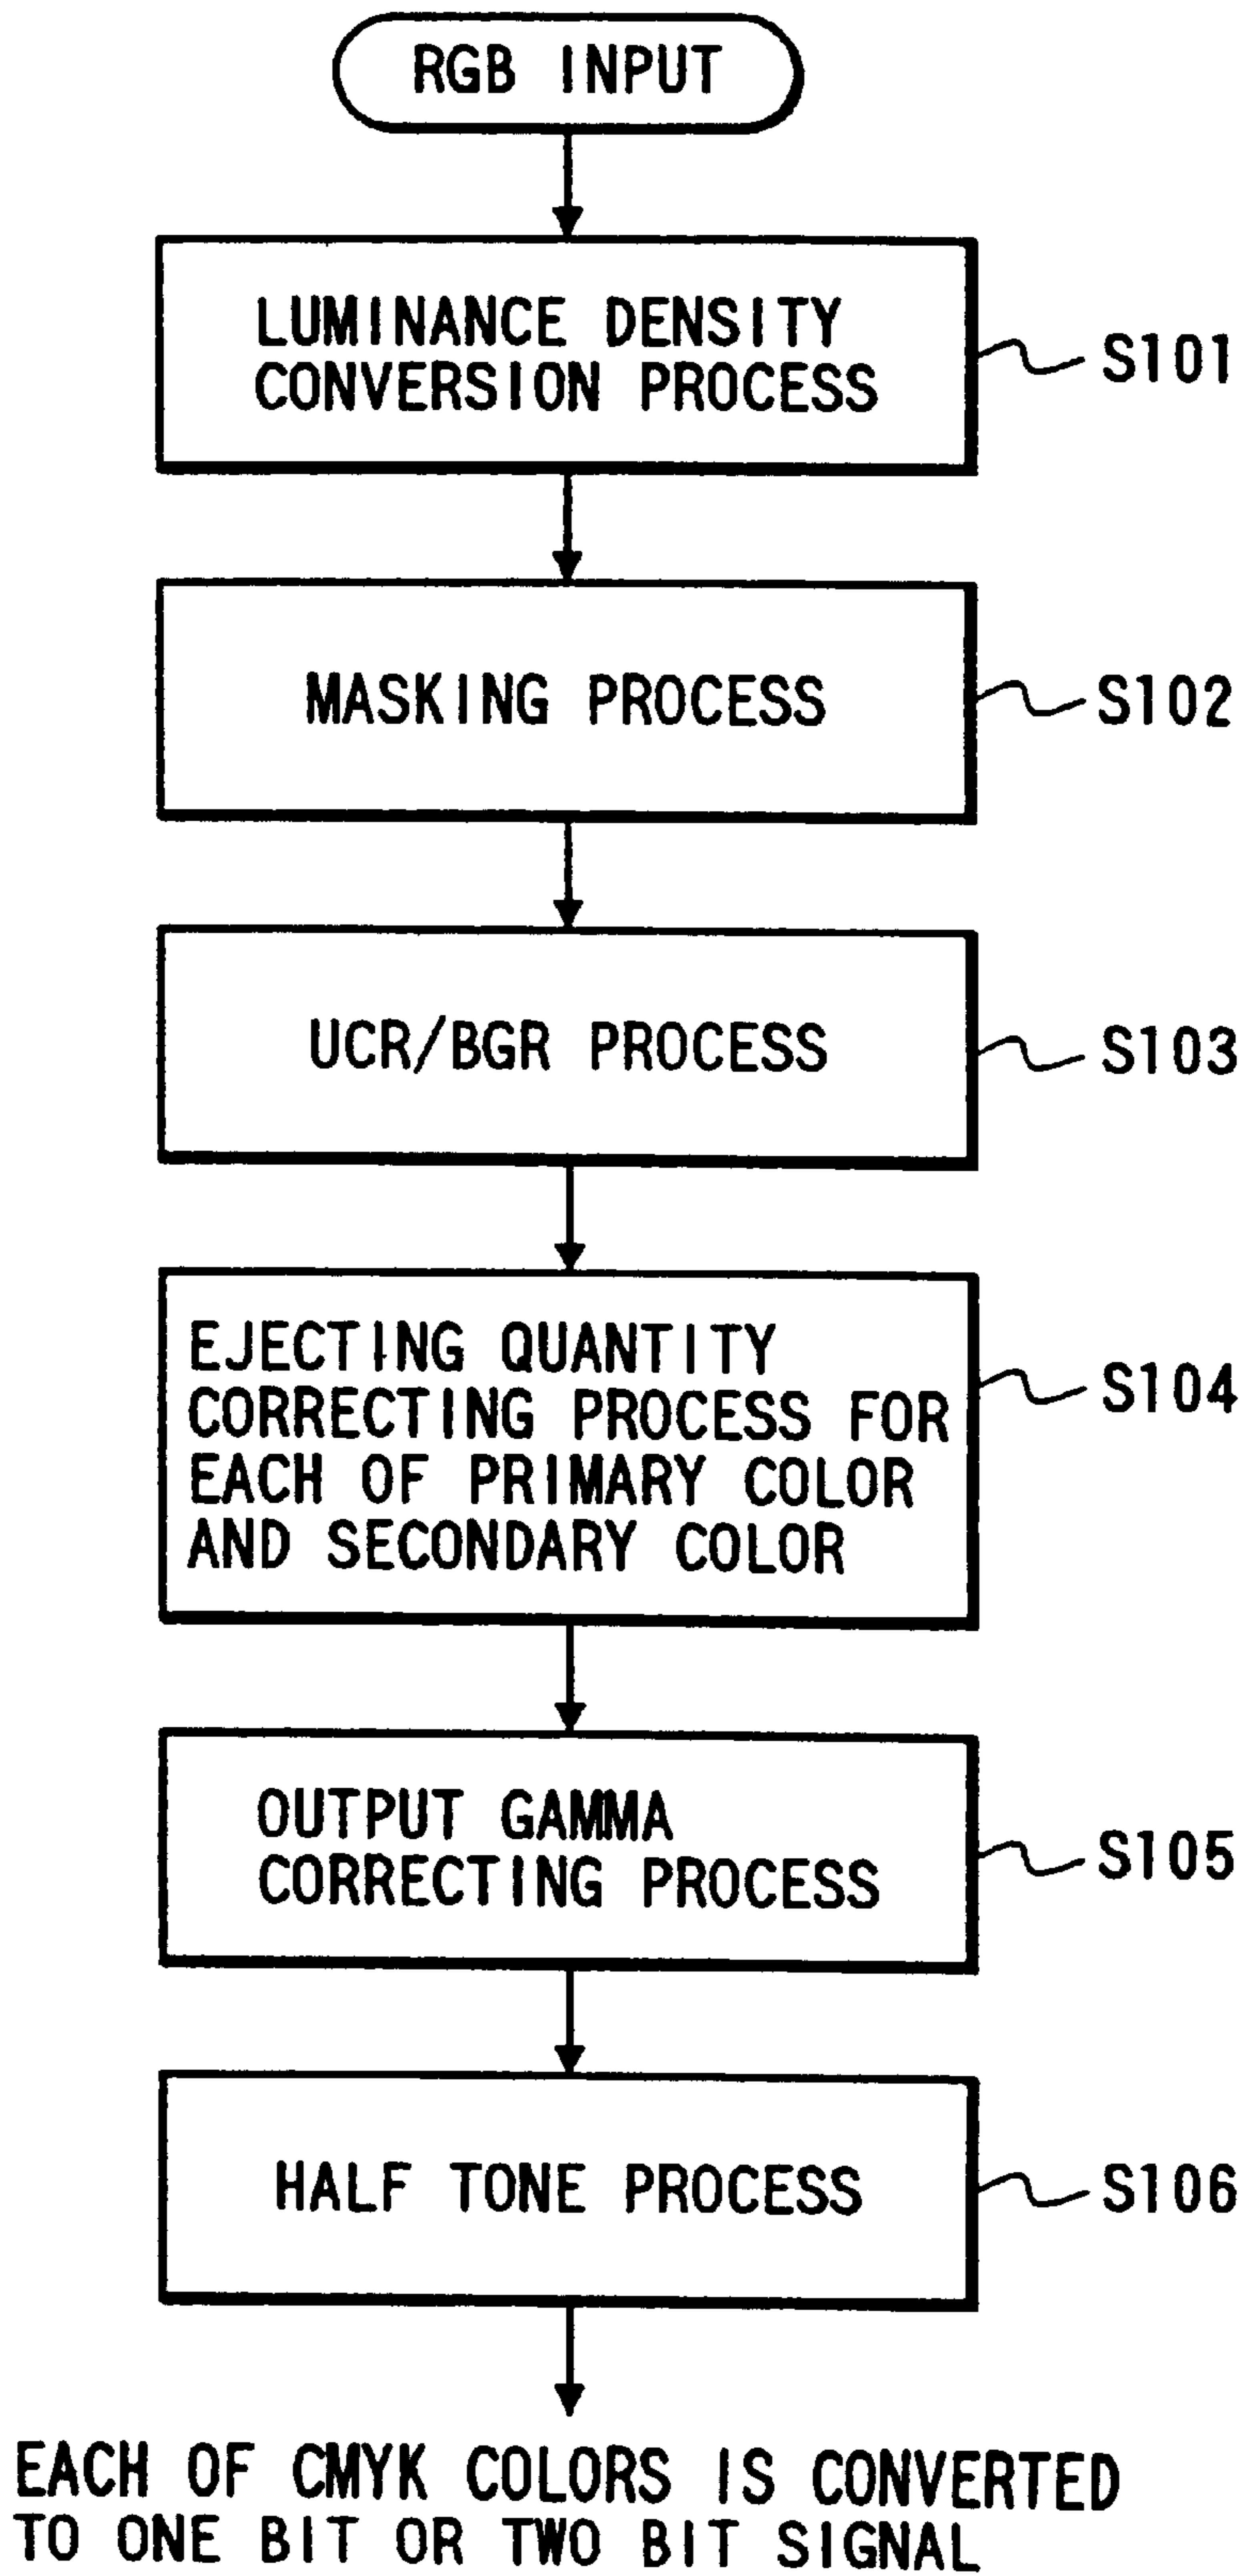 RGB INPUT
LUMINANCE DENSITY
CONVERSION PROCESS
S101
MASKING PROCESS
S102
UCR/BGR PROCESS
S103
EJECTING QUANTITY
CORRECTING PROCESS FOR
EACH OF PRIMARY COLOR
AND SECONDARY COLOR
S104
OUTPUT GAMMA
CORRECTING PROCESS
S105
HALF TONE PROCESS
S106
EACH OF CMYK COLORS IS CONVERTED
TO ONE BIT OR TWO BIT SIGNAL